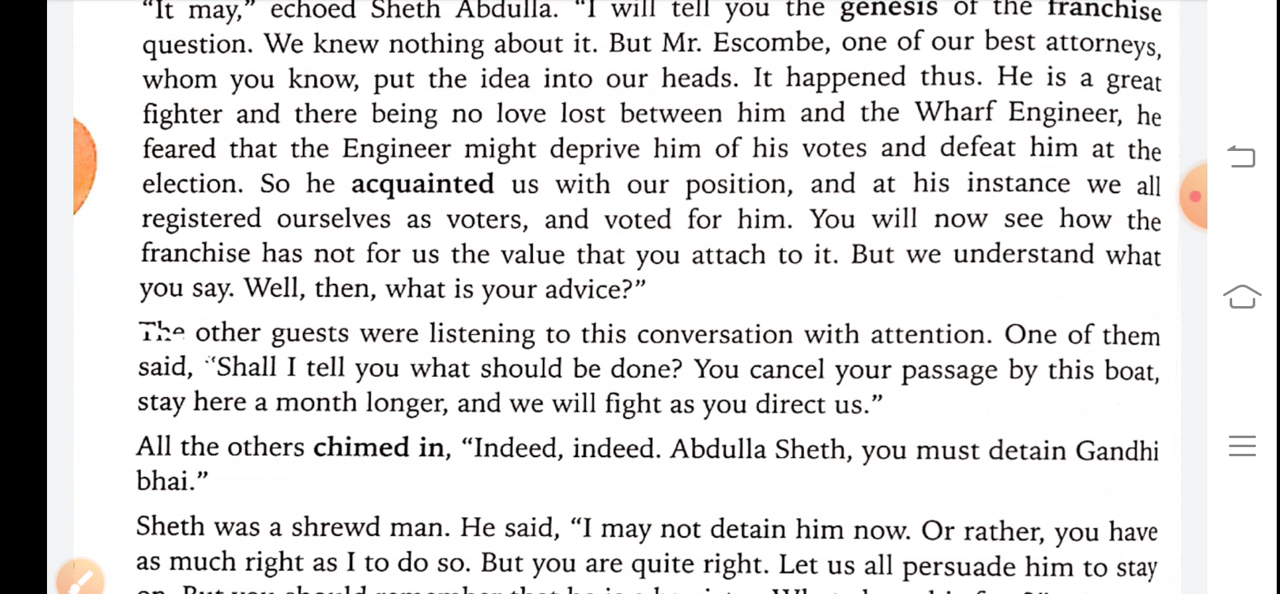 "It may," echoed Sheth Abdulla. "I will tell you the genesis of the franchise
question. We knew nothing about it. But Mr. Escombe, one of our best attorneys,
whom you know, put the idea into our heads. It happened thus. He is a great
fighter and there being no love lost between him and the Wharf Engineer, he
feared that the Engineer might deprive him of his votes and defeat him at the
election. So he acquainted us with our position, and at his instance we all
registered ourselves as voters, and voted for him. You will now see how the
franchise has not for us the value that you attach to it. But we understand what
you say. Well, then, what is your advice?"
The other guests were listening to this conversation with attention. One of them
said, "Shall I tell you what should be done? You cancel your passage by this boat,
stay here a month longer, and we will fight as you direct us."
All the others chimed in, "Indeed, indeed. Abdulla Sheth, you must detain Gandhi
bhai."
Sheth was a shrewd man. He said, "I may not detain him now. Or rather, you have
as much right as I to do so. But you are quite right. Let us all persuade him to stay